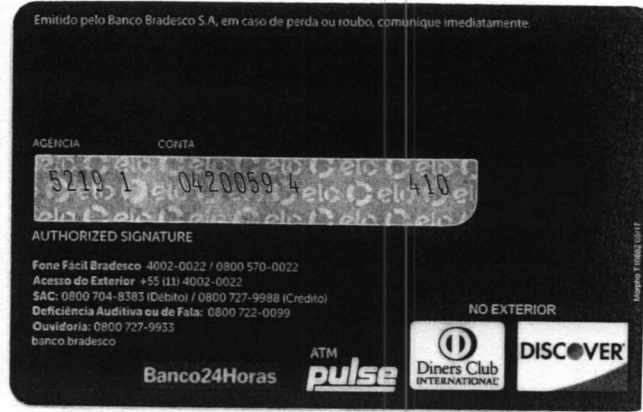 Emitido pelo Banco Bradesco S.A, em caso de perda ou roubo, comunique imediatamente.
AGÊNCIA CONTA
5219 1 0420059 4 410
AUTHORIZED SIGNATURE
Fone Fácil Bradesco 4002-0022 / 0800 570-0022
Acesso do Exterior +55 (11) 4002-0022
SAC: 0800 704-8383 (Débito) / 0800 727-9988 (Credito)
Deficiência Auditiva ou de Fala: 0800 722-0099
Ouvidoria: 0800 727-9933
banco.bradesco
NO EXTERIOR
Banco24Horas
ATM
pulse
Diners Club
INTERNATIONAL
DISCOVER